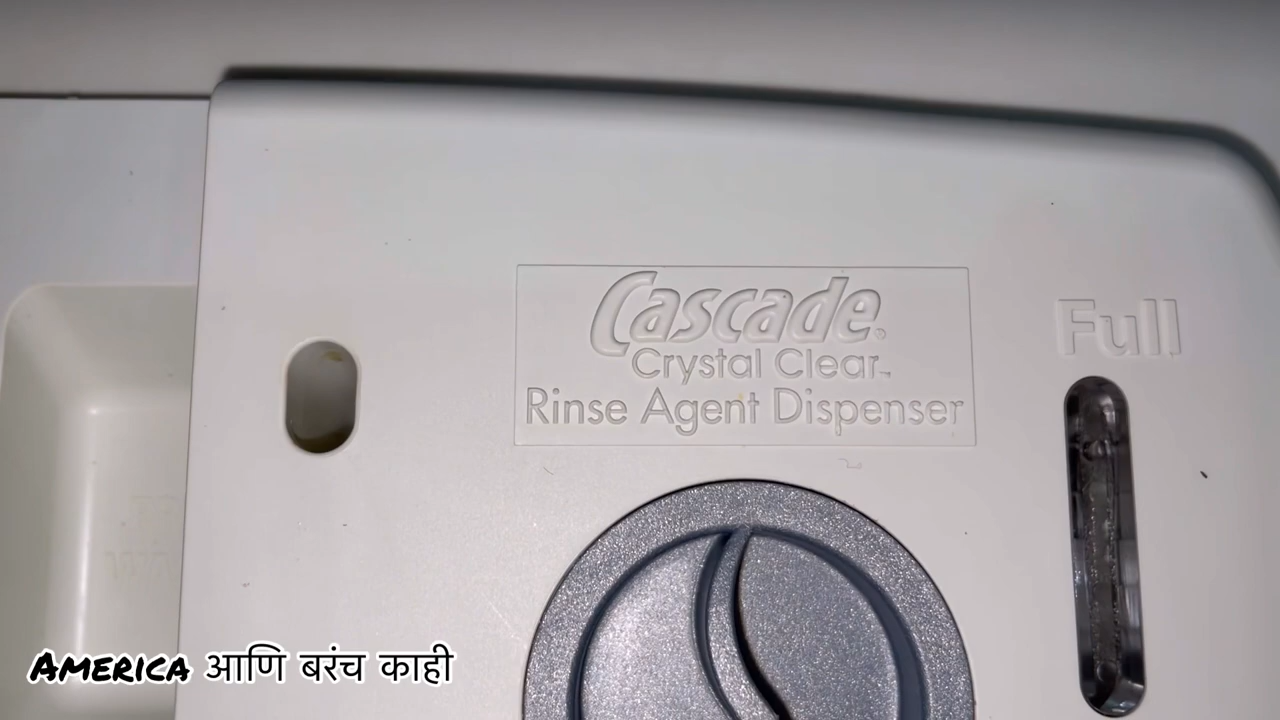 Cascade®
Crystal Clear™
Rinse Agent Dispenser
Full
AMERICA आणि बरंच काही